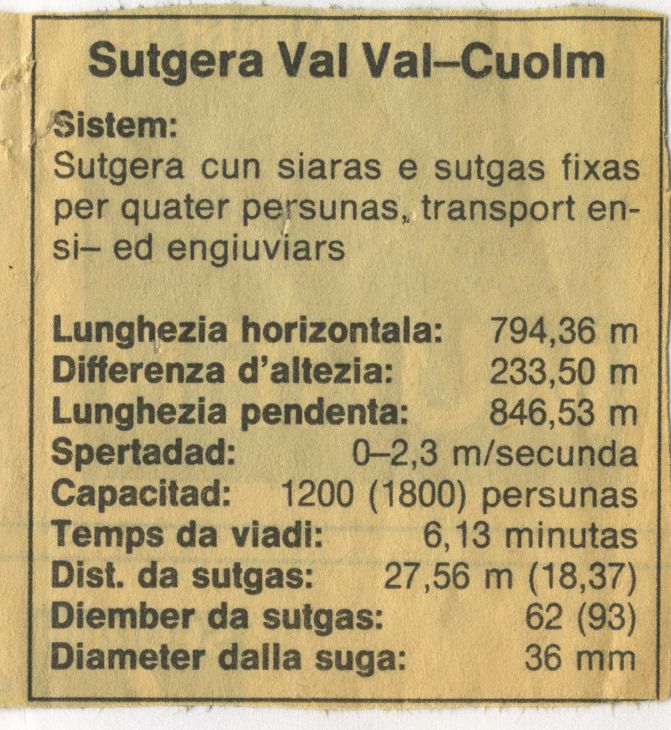 Sutgera Val Val–Cuolm
Sistem:
Sutgera cun siaras e sutgas fixas
per quater persunas, transport en-
si– ed engiuviars
Lunghezia horizontala: 794,36 m
Differenza d'altezia: 233,50 m
Lunghezia pendenta: 846,53 m
Spertadad: 0–2,3 m/secunda
Capacitad: 1200 (1800) persunas
Temps da viadi: 6,13 minutas
Dist. da sutgas: 27,56 m (18,37)
Diember da sutgas: 62 (93)
Diameter dalla suga: 36 mm